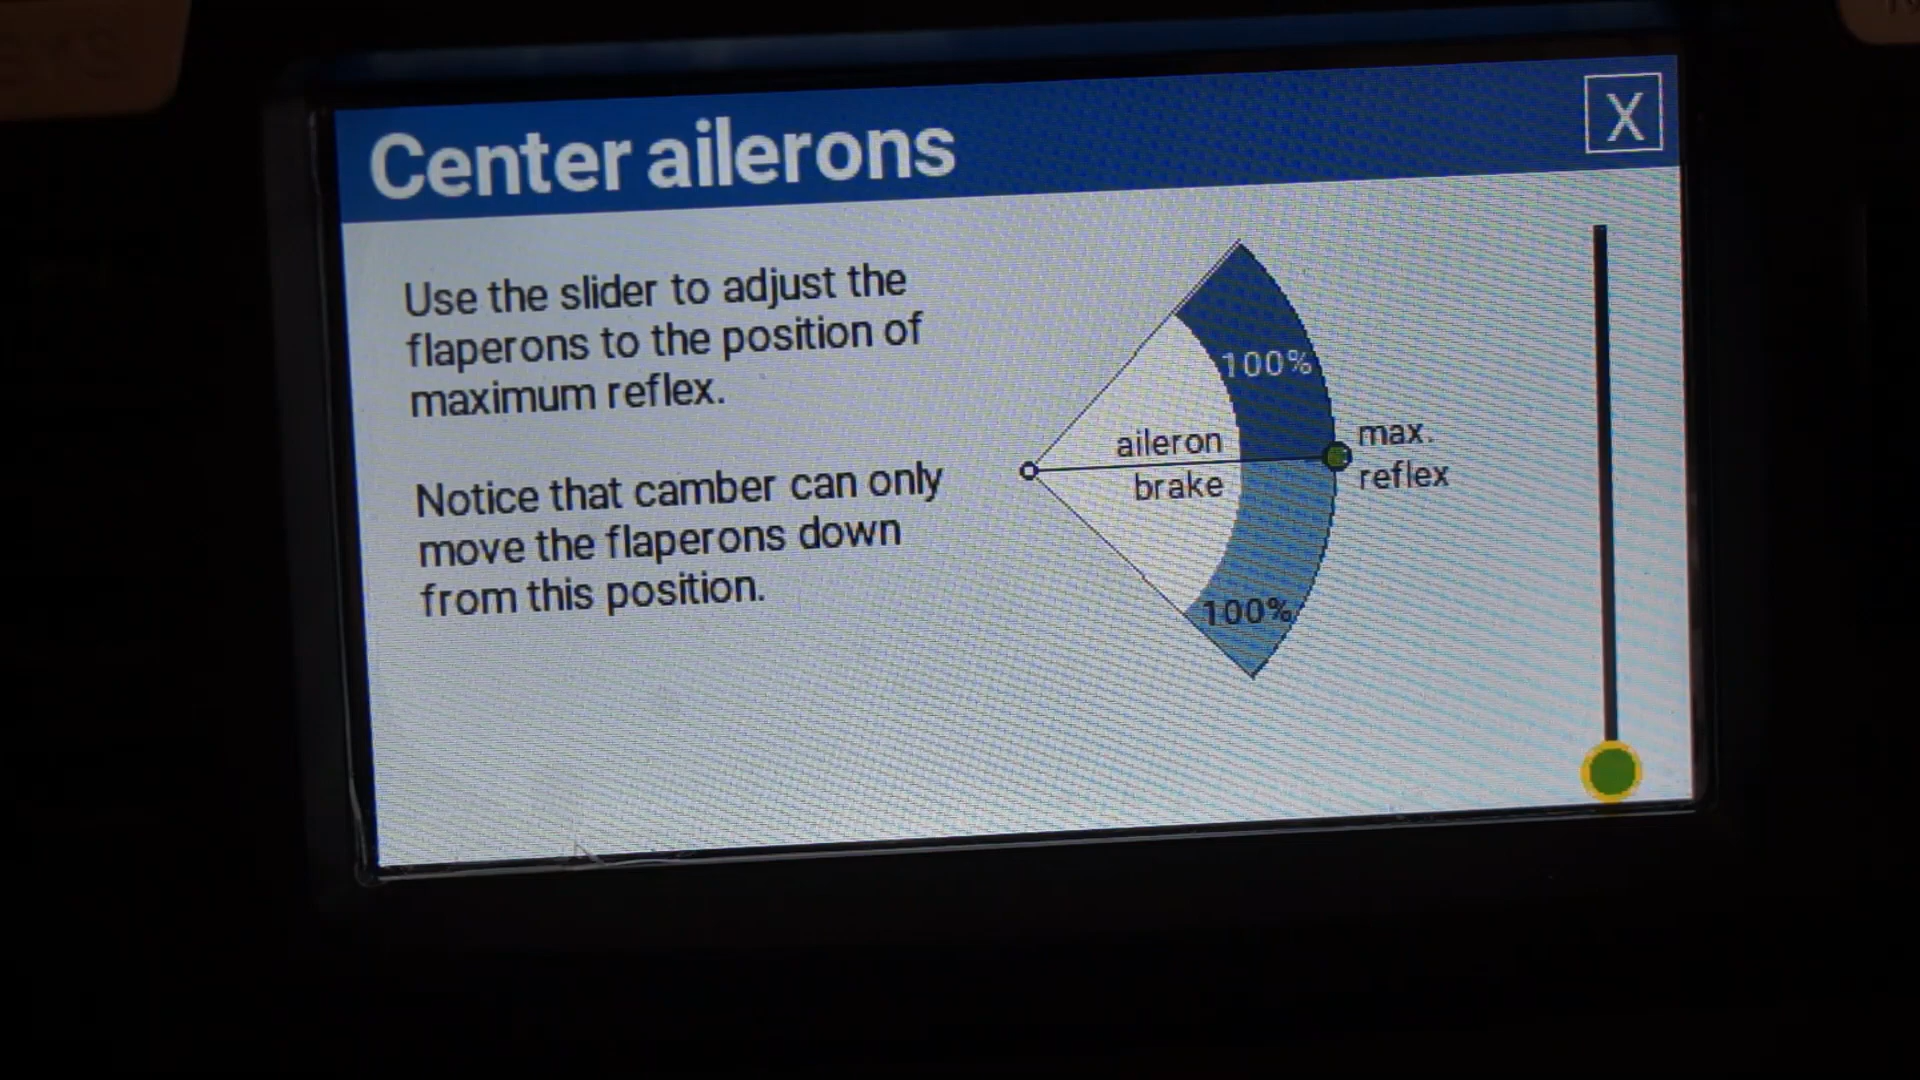 Center ailerons
X
Use the slider to adjust the
flaperons to the position of
maximum reflex.
Notice that camber can only
move the flaperons down
from this position.
100%
aileron
brake
max.
reflex
100%